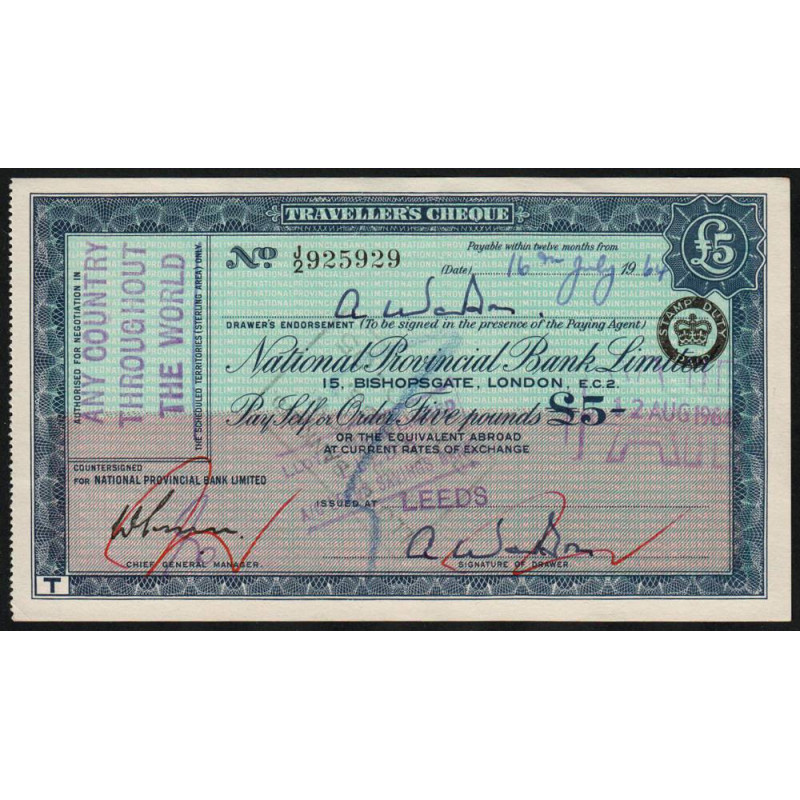 TRAVELLER'S CHEQUE
£5
AUTHORISED FOR NEGOTIATION IN
ANY COUNTRY
THROUGHOUT
THE WORLD
THE SCHEDULED TERRITORIES (STERLING AREA) ONLY.
No J/2 925929
Payable within twelve months from
(Date) 16th July 1964
DRAWER'S ENDORSEMENT (To be signed in the presence of the Paying Agent)
STAMP DUTY
National Provincial Bank Limited
15, BISHOPSGATE, LONDON, E.C.2.
Pay Self or Order Five pounds £5-
12 AUG 1964
OR THE EQUIVALENT ABROAD
AT CURRENT RATES OF EXCHANGE
COUNTERSIGNED
FOR NATIONAL PROVINCIAL BANK LIMITED
ISSUED AT LEEDS
CHIEF GENERAL MANAGER.
SIGNATURE OF DRAWER.
T